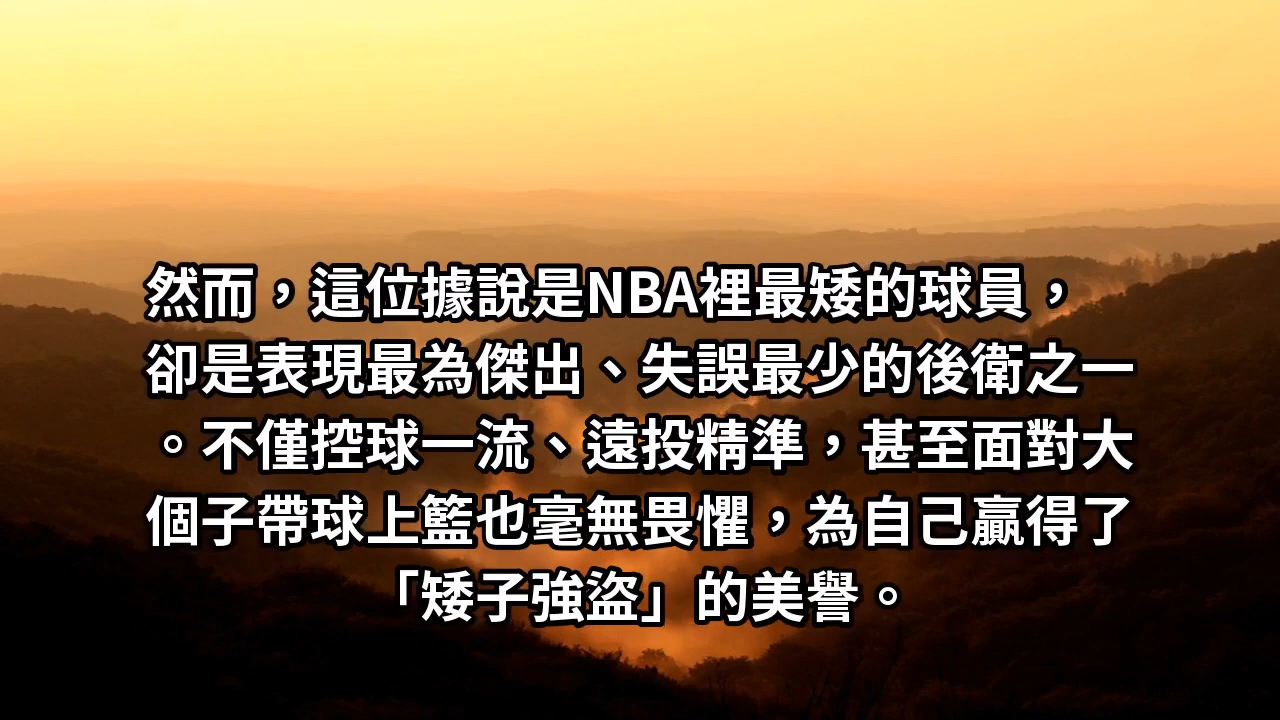 然而，這位據說是NBA裡最矮的球員，
卻是表現最為傑出、失誤最少的後衛之一
。不僅控球一流、遠投精準，甚至面對大
個子帶球上籃也毫無畏懼，為自己贏得了
「矮子強盜」的美譽。